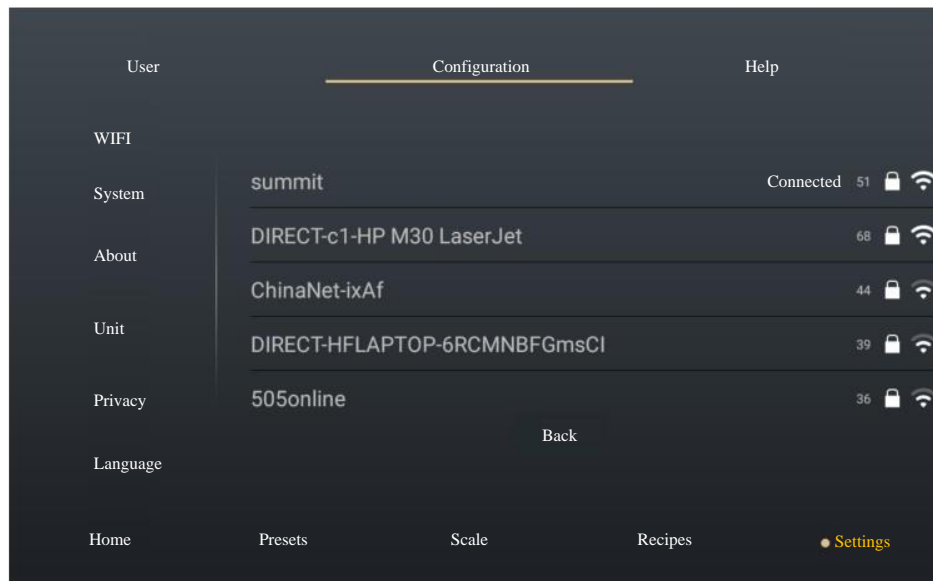 User Configuration Help
WIFI
summit Connected 51
System
DIRECT-c1-HP M30 LaserJet 68
About
ChinaNet-ixAf 44
Unit
DIRECT-HFLAPTOP-6RCMNBFGmsCI 39
Privacy
505online 36
Back
Language
Home Presets Scale Recipes Settings